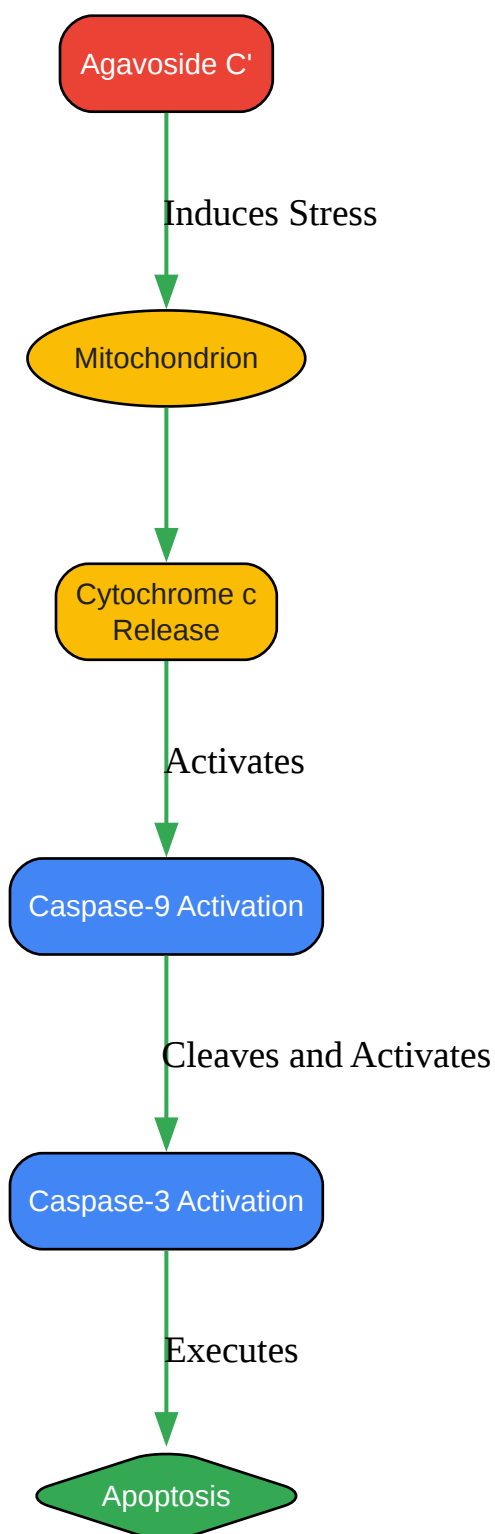 Agavoside C'
Induces Stress
Mitochondrion
Cytochrome c
Release
Activates
Caspase-9 Activation
Cleaves and Activates
Caspase-3 Activation
Executes
Apoptosis